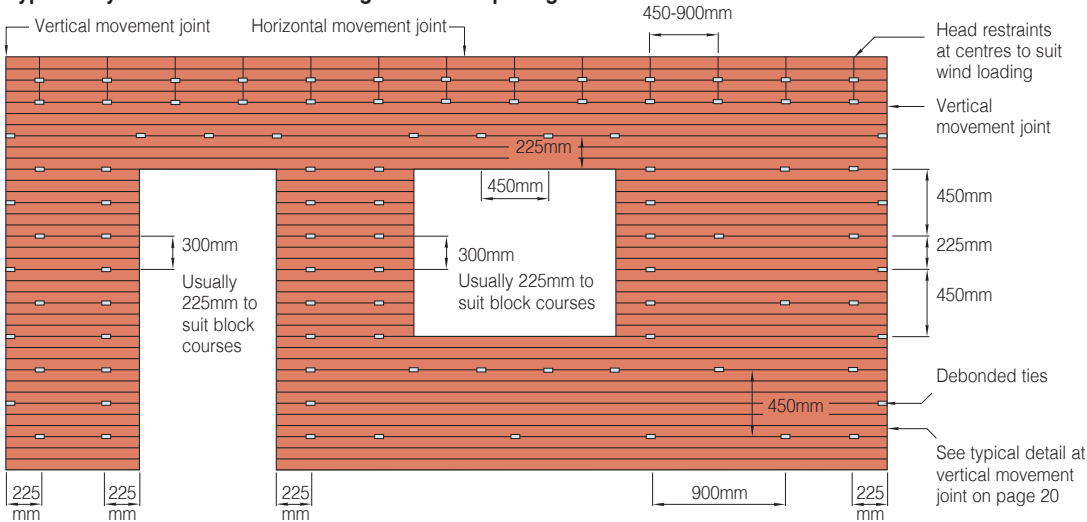 Vertical movement joint
Horizontal movement joint
450-900mm
Head restraints
at centres to suit
wind loading
Vertical
movement joint
225mm
450mm
450mm
300mm
Usually
225mm to
suit block
courses
300mm
Usually 225mm to
suit block courses
225mm
450mm
Debonded ties
450mm
See typical detail at
vertical movement
joint on page 20
225
mm
225
mm
225
mm
900mm
225
mm